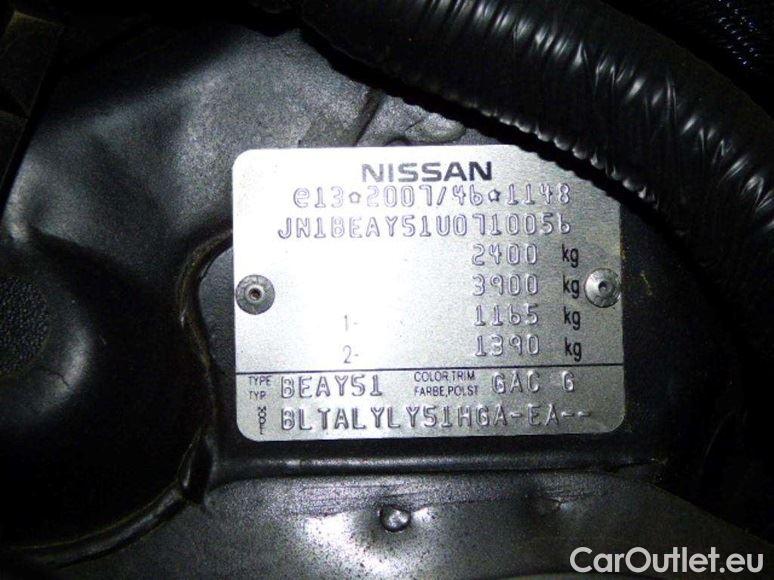 NISSAN
e13*2007/46*1148
JN1BEAY51U0710056
2400 kg
3900 kg
1- 1165 kg
2- 1390 kg
TYPE TYP BEAY51 COLOR,TRIM FARBE,POLST GAC G
MODEL BLTALYLY51HGA-EA--
CarOutlet.eu